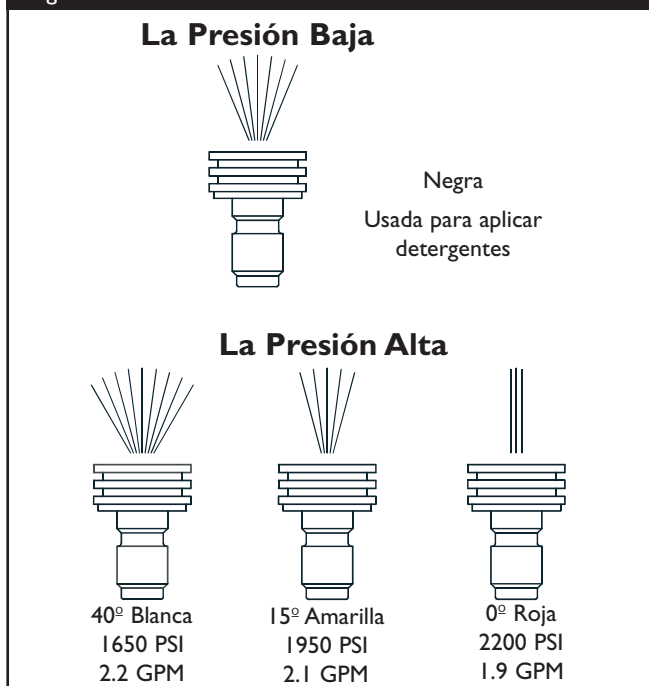 La Presión Baja
Negra
Usada para aplicar
detergentes
La Presión Alta
40º Blanca
1650 PSI
2.2 GPM
15º Amarilla
1950 PSI
2.1 GPM
0º Roja
2200 PSI
1.9 GPM